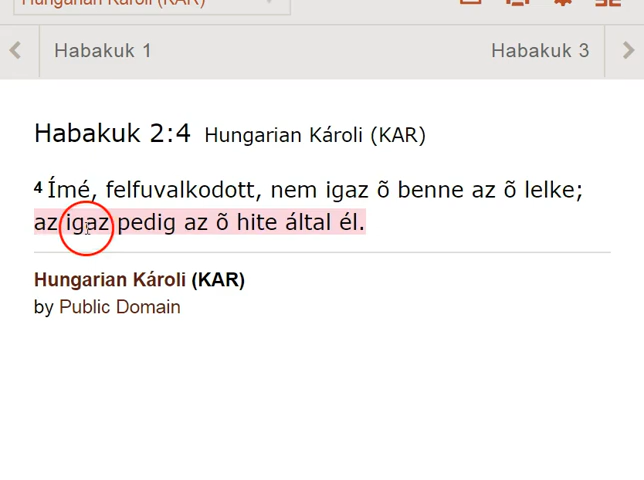 Hungarian Károli (KAR)
Habakuk 1
Habakuk 3
Habakuk 2:4 Hungarian Károli (KAR)
4 Ímé, felfuvalkodott, nem igaz õ benne az õ lelke;
az igaz pedig az õ hite által él.
Hungarian Károli (KAR)
by Public Domain